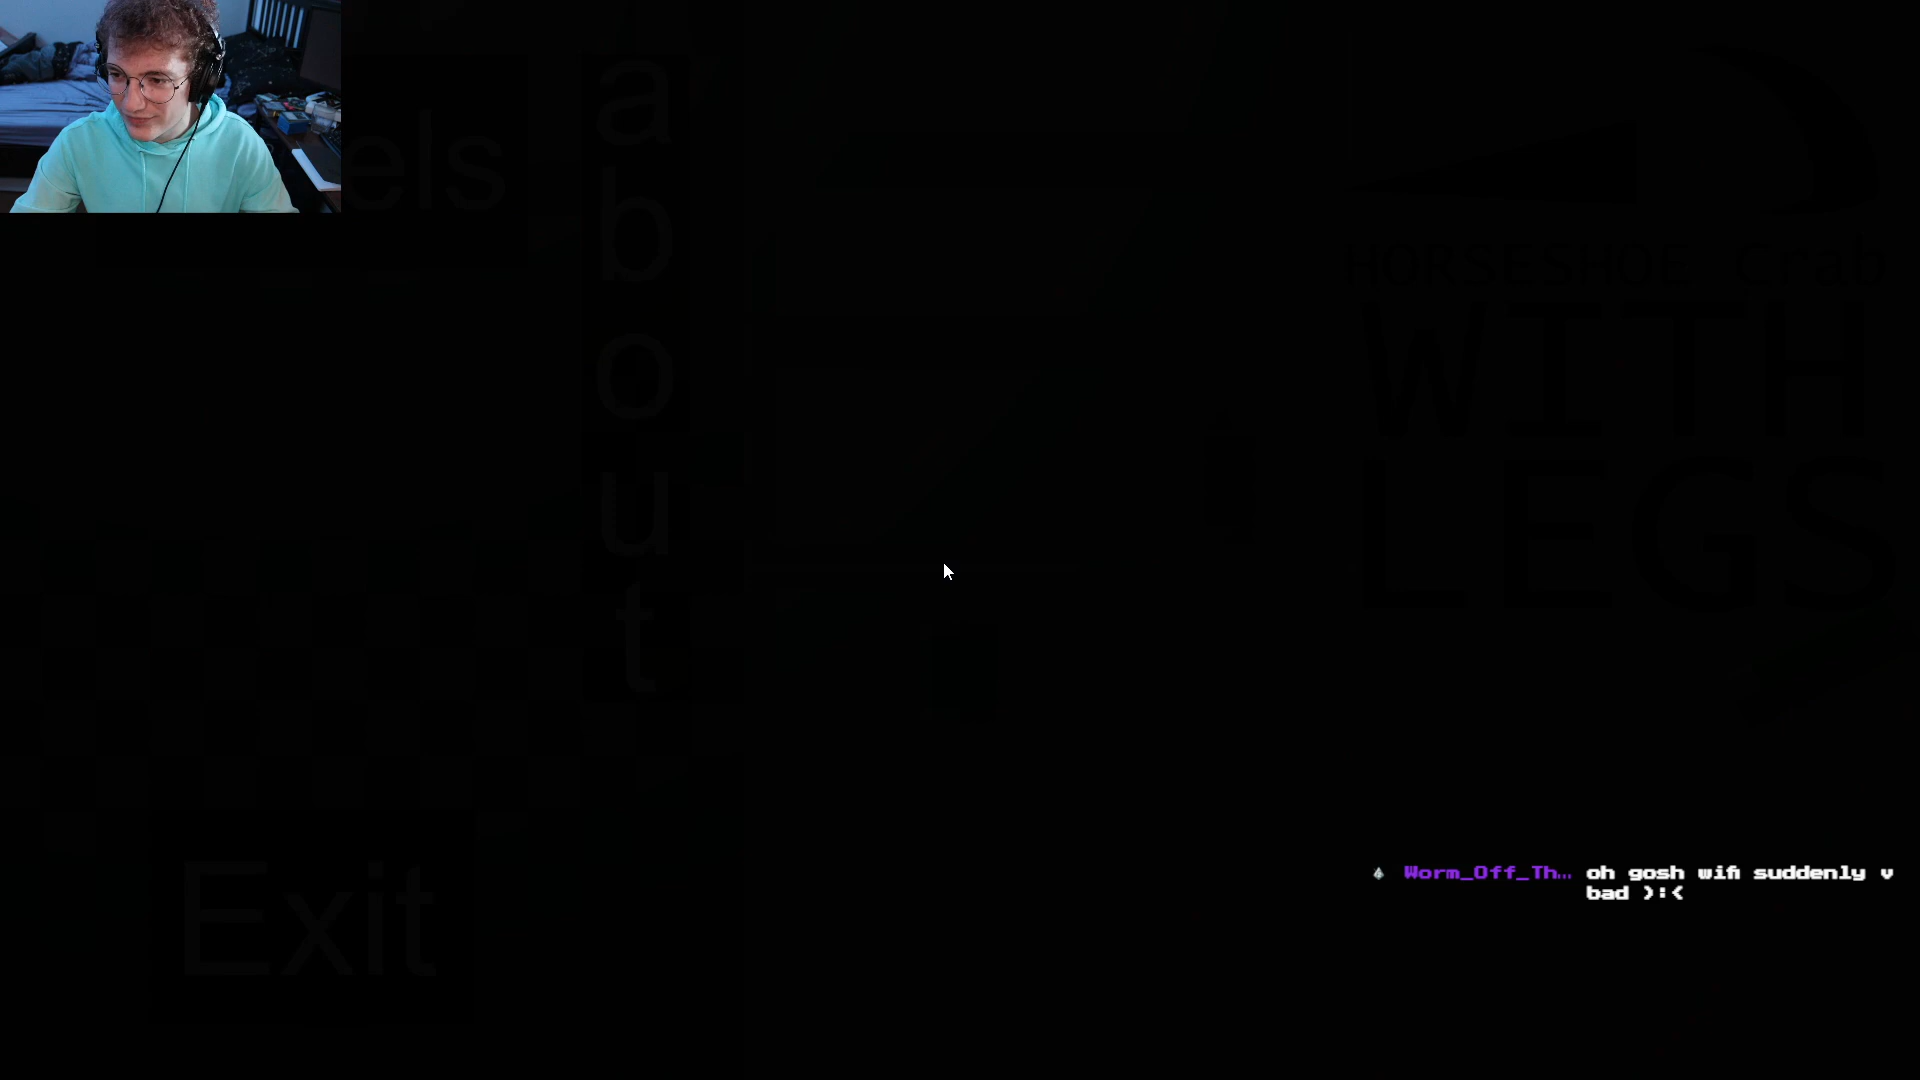 els
a
b
o
u
t
HORSESHOE Crab
WITH
LEGS
Exit
Worm_Off_Th... oh gosh wifi suddenly v
bad ):<